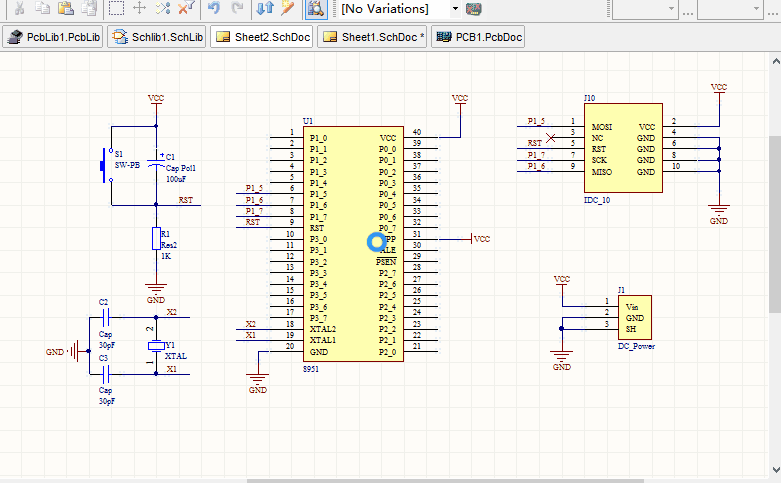 [No Variations]
PcbLib1.PcbLib
Schlib1.SchLib
Sheet2.SchDoc
Sheet1.SchDoc *
PCB1.PcbDoc
VCC
S1
SW-PB
C1
Cap Pol1
100uF
RST
R1
Res2
1K
GND
C2
Cap
30pF
X2
GND
2
Y1
XTAL
1
C3
Cap
30pF
X1
U1
VCC
1 P1_0 VCC 40
2 P1_1 P0_0 39
3 P1_2 P0_1 38
4 P1_3 P0_2 37
5 P1_4 P0_3 36
P1_5 6 P1_5 P0_4 35
P1_6 7 P1_6 P0_5 34
P1_7 8 P1_7 P0_6 33
RST 9 RST P0_7 32
10 P3_0 31 VCC
11 P3_1 30
12 P3_2 PSEN 29
13 P3_3 P2_7 28
14 P3_4 P2_6 27
15 P3_5 P2_5 26
16 P3_6 P2_4 25
17 P3_7 P2_3 24
X2 18 XTAL2 P2_2 23
X1 19 XTAL1 P2_1 22
20 GND P2_0 21
S951
GND
J10
VCC
P1_5 1 MOSI VCC 2
3 NC GND 4
RST 5 RST GND 6
P1_7 7 SCK GND 8
P1_6 9 MISO GND 10
IDC_10
GND
VCC
J1
1 Vin
2 GND
3 SH
DC_Power
GND